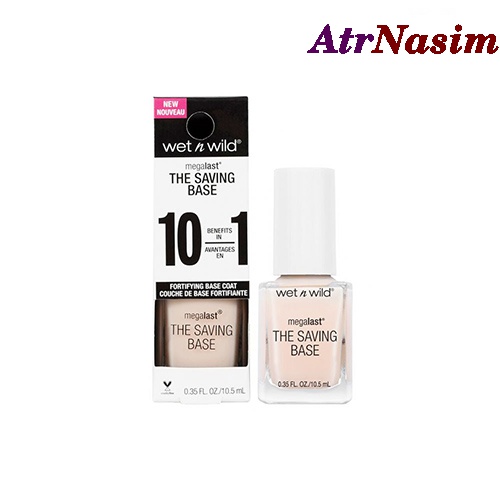 AtrNasim
NEW
NOUVEAU
wet n wild®
megalast®
THE SAVING
BASE
10 BENEFITS IN 1
AVANTAGES EN
FORTIFYING BASE COAT
COUCHE DE BASE FORTIFIANTE
megalast®
THE SAVING
BASE
0.35 FL. OZ./10.5 mL
wet n wild®
megalast®
THE SAVING
BASE
0.35 FL. OZ./10.5 mL